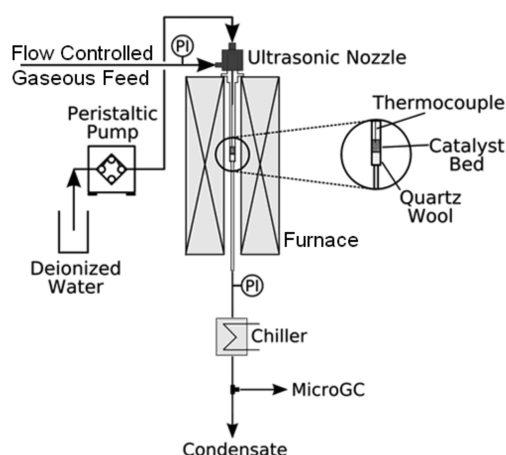 Flow Controlled
Gaseous Feed
PI
Ultrasonic Nozzle
Peristaltic
Pump
Thermocouple
Catalyst
Bed
Quartz
Wool
Deionized
Water
Furnace
PI
Chiller
MicroGC
Condensate